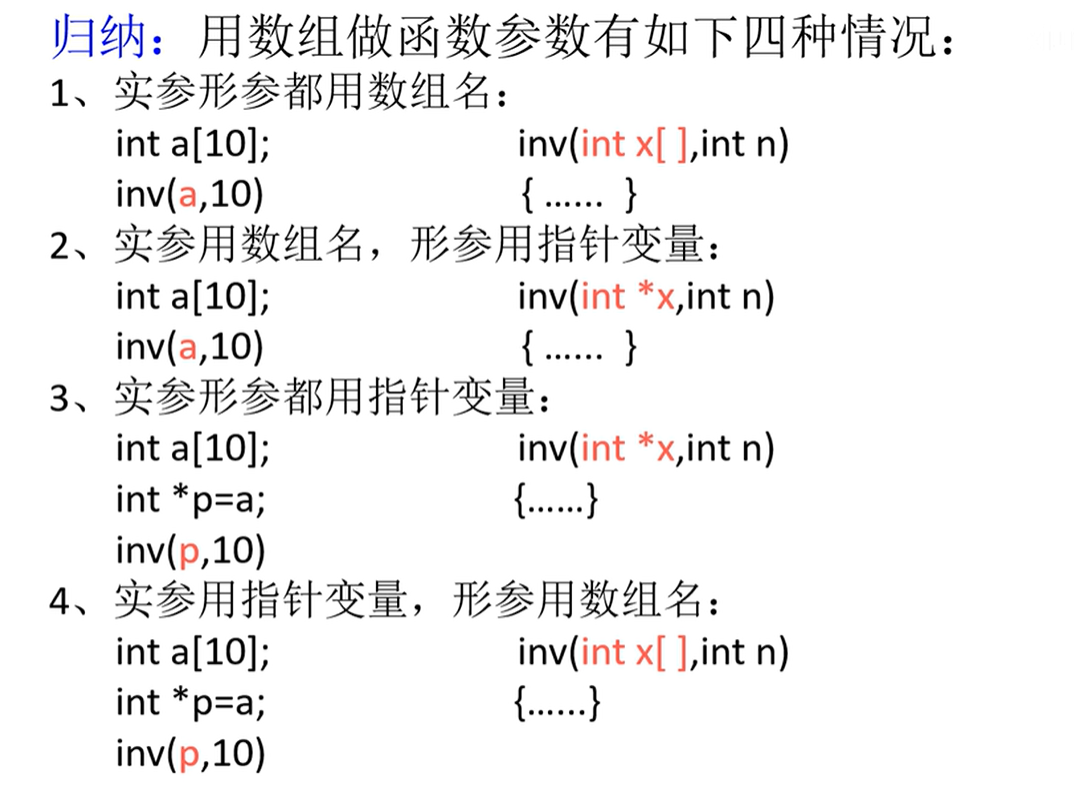 归纳：用数组做函数参数有如下四种情况：
1、实参形参都用数组名：
int a[10]; inv(int x[ ],int n)
inv(a,10) { …… }
2、实参用数组名，形参用指针变量：
int a[10]; inv(int *x,int n)
inv(a,10) { …… }
3、实参形参都用指针变量：
int a[10]; inv(int *x,int n)
int *p=a; {……}
inv(p,10)
4、实参用指针变量，形参用数组名：
int a[10]; inv(int x[ ],int n)
int *p=a; {……}
inv(p,10)